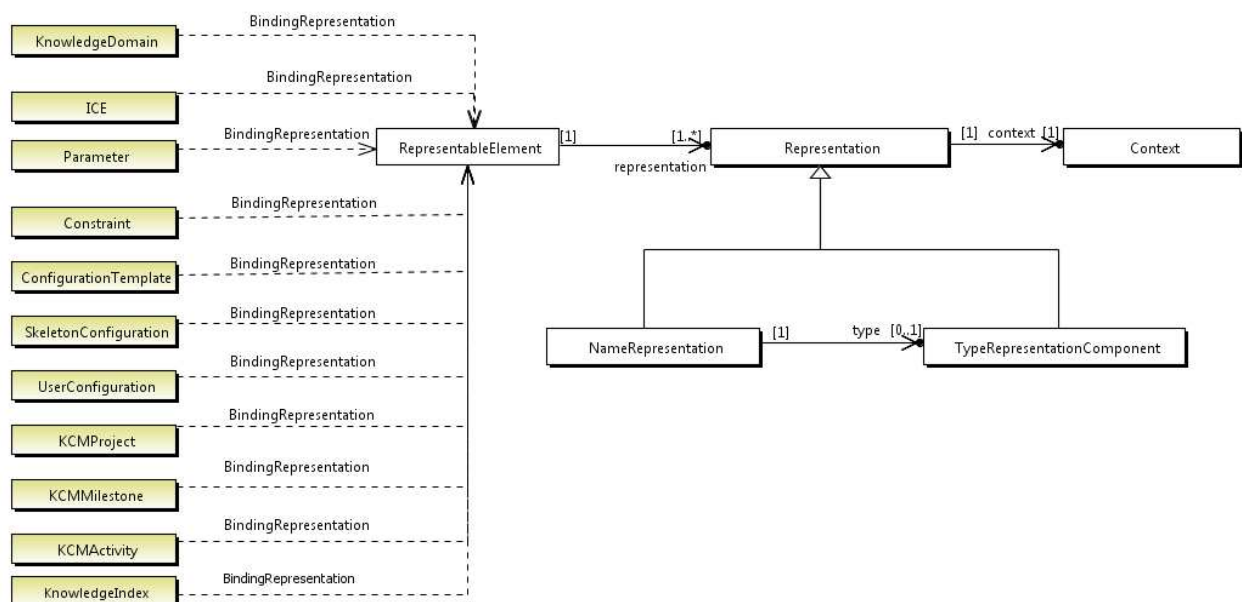 BindingRepresentation
KnowledgeDomain
BindingRepresentation
ICE
BindingRepresentation
Parameter
RepresentableElement
[1]
[1..*]
representation
Representation
[1] context [1]
Context
BindingRepresentation
Constraint
BindingRepresentation
ConfigurationTemplate
BindingRepresentation
SkeletonConfiguration
NameRepresentation
[1]
type [0..1]
TypeRepresentationComponent
BindingRepresentation
UserConfiguration
BindingRepresentation
KCMProject
BindingRepresentation
KCMMilestone
BindingRepresentation
KCMActivity
BindingRepresentation
KnowledgeIndex